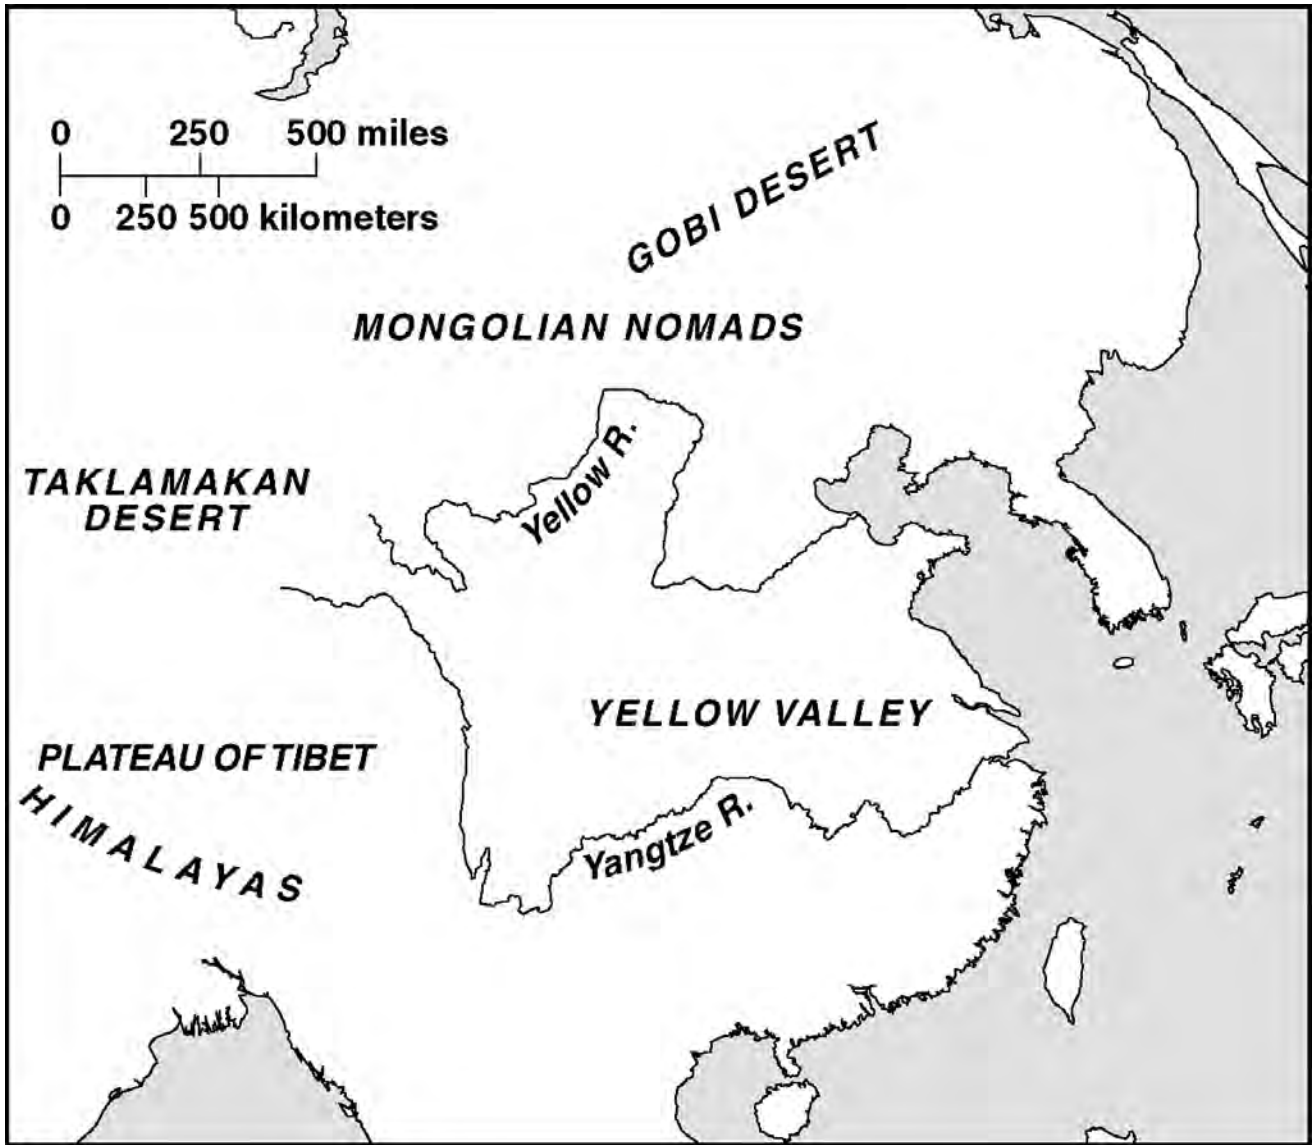 0 250 500 miles
0 250 500 kilometers
GOBI DESERT
MONGOLIAN NOMADS
Yellow R.
TAKLAMAKAN
DESERT
YELLOW VALLEY
PLATEAU OF TIBET
HIMALAYAS
Yangtze R.